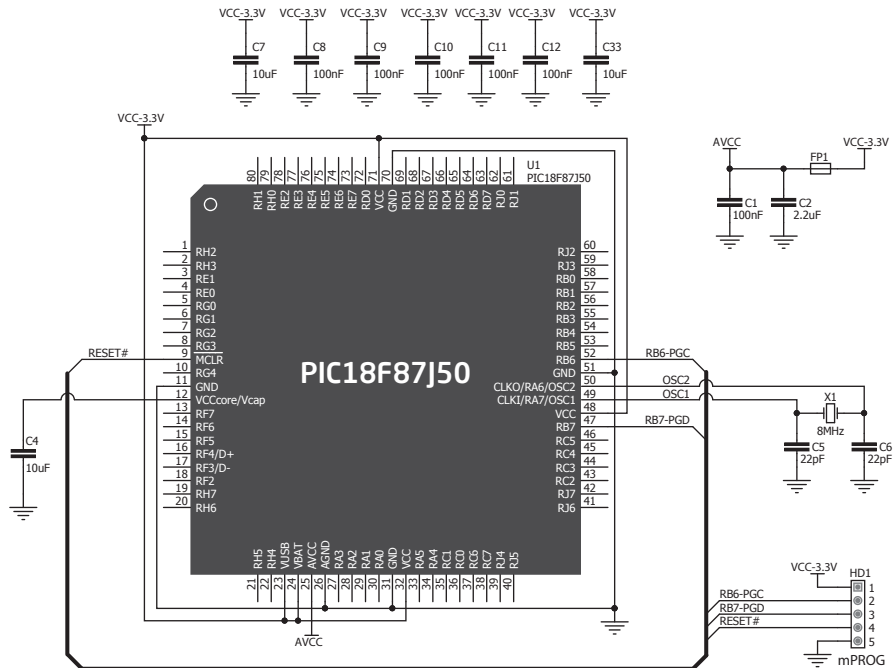 VCC-3.3V VCC-3.3V VCC-3.3V VCC-3.3V VCC-3.3V VCC-3.3V VCC-3.3V
C7 C8 C9 C10 C11 C12 C33
10uF 100nF 100nF 100nF 100nF 100nF 10uF
VCC-3.3V
AVCC
VCC-3.3V
FP1
C1
100nF
C2
2.2uF
U1
PIC18F87J50
80 79 78 77 76 75 74 73 72 71 70 69 68 67 66 65 64 63 62 61
RH1 RH0 RE2 RE3 RE4 RE5 RE6 RE7 RD0 VCC GND RD1 RD2 RD3 RD4 RD5 RD6 RD7 RJ0 RJ1
1 RH2
2 RH3
3 RE1
4 RE0
5 RG0
6 RG1
7 RG2
8 RG3
RESET# 9 MCLR
10 RG4
11 GND
12 VCCcore/Vcap
13 RF7
14 RF6
15 RF5
16 RF4/D+
17 RF3/D-
18 RF2
19 RH7
20 RH6
PIC18F87J50
RJ2 60
RJ3 59
RB0 58
RB1 57
RB2 56
RB3 55
RB4 54
RB5 53
RB6 52 RB6-PGC
GND 51
CLKO/RA6/OSC2 50 OSC2
CLKI/RA7/OSC1 49 OSC1
VCC 48
RB7 47 RB7-PGD
RC5 46
RC4 45
RC3 44
RC2 43
RJ7 42
RJ6 41
RH5 RH4 VUSB VBAT AVCC AGND RA3 RA2 RA1 RA0 GND VCC RA5 RA4 RC1 RC0 RC6 RC7 RJ4 RJ5
21 22 23 24 25 26 27 28 29 30 31 32 33 34 35 36 37 38 39 40
AVCC
C4
10uF
X1
8MHz
C5
22pF
C6
22pF
VCC-3.3V
HD1
1
RB6-PGC 2
RB7-PGD 3
RESET# 4
5
mPROG